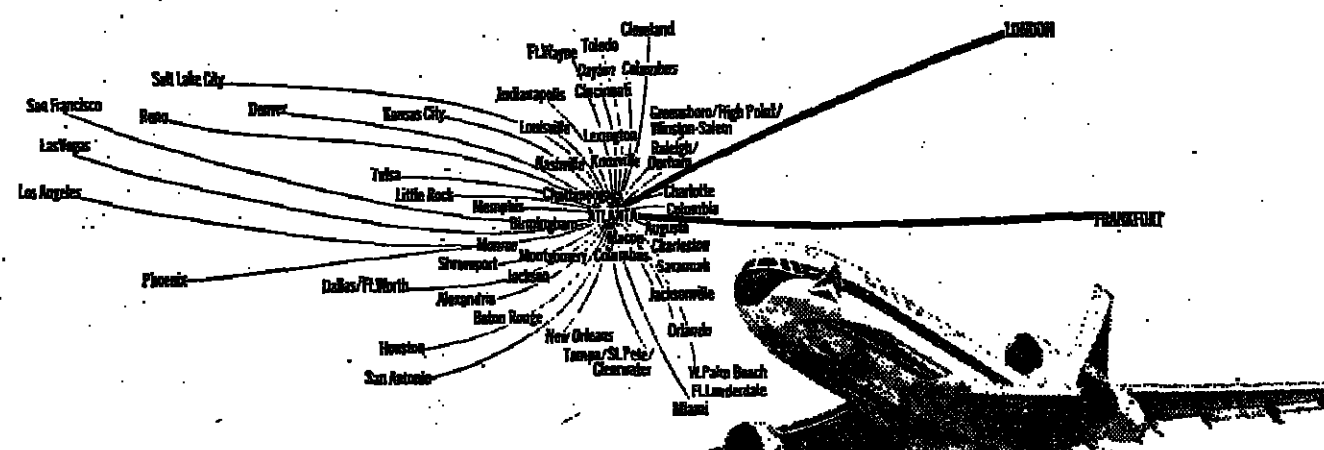 Cleveland
LONDON
Toledo
Ft.Wayne
Dayton Columbus
Salt Lake City
Indianapolis Cincinnati
San Francisco
Reno
Denver
Kansas City
Greensboro/High Point/
Winston-Salem
Louisville
Lexington
Las Vegas
Raleigh/
Durham
Nashville Knoxville
Tulsa
Los Angeles
Little Rock
Chattanooga
Charlotte
Memphis
Columbia
ATLANTA
FRANKFURT
Birmingham
Augusta
Macon
Monroe
Charleston
Shreveport
Montgomery Columbus
Savannah
Phoenix
Jackson
Dallas/Ft.Worth
Alexandria
Jacksonville
Baton Rouge
Orlando
New Orleans
Houston
Tampa/St.Pete/
Clearwater
San Antonio
W.Palm Beach
Ft.Lauderdale
Miami